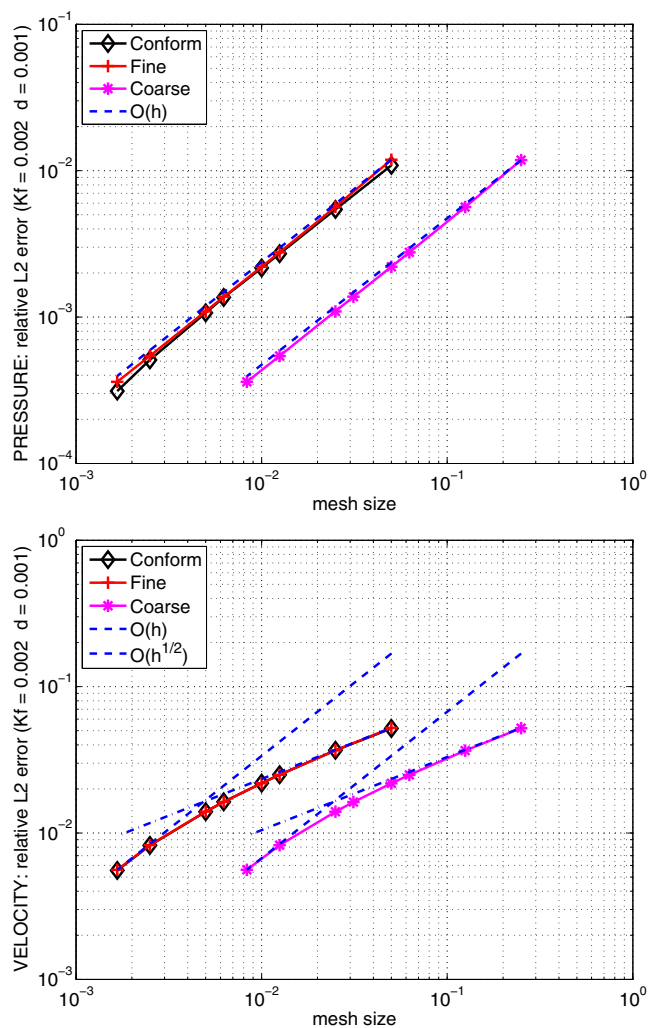 PRESSURE: relative L2 error (Kf = 0.002 d = 0.001)
10^-1
10^-2
10^-3
10^-4
Conform
Fine
Coarse
O(h)
10^-3 10^-2 10^-1 10^0
mesh size
VELOCITY: relative L2 error (Kf = 0.002 d = 0.001)
10^0
10^-1
10^-2
10^-3
Conform
Fine
Coarse
O(h)
O(h^1/2)
10^-3 10^-2 10^-1 10^0
mesh size